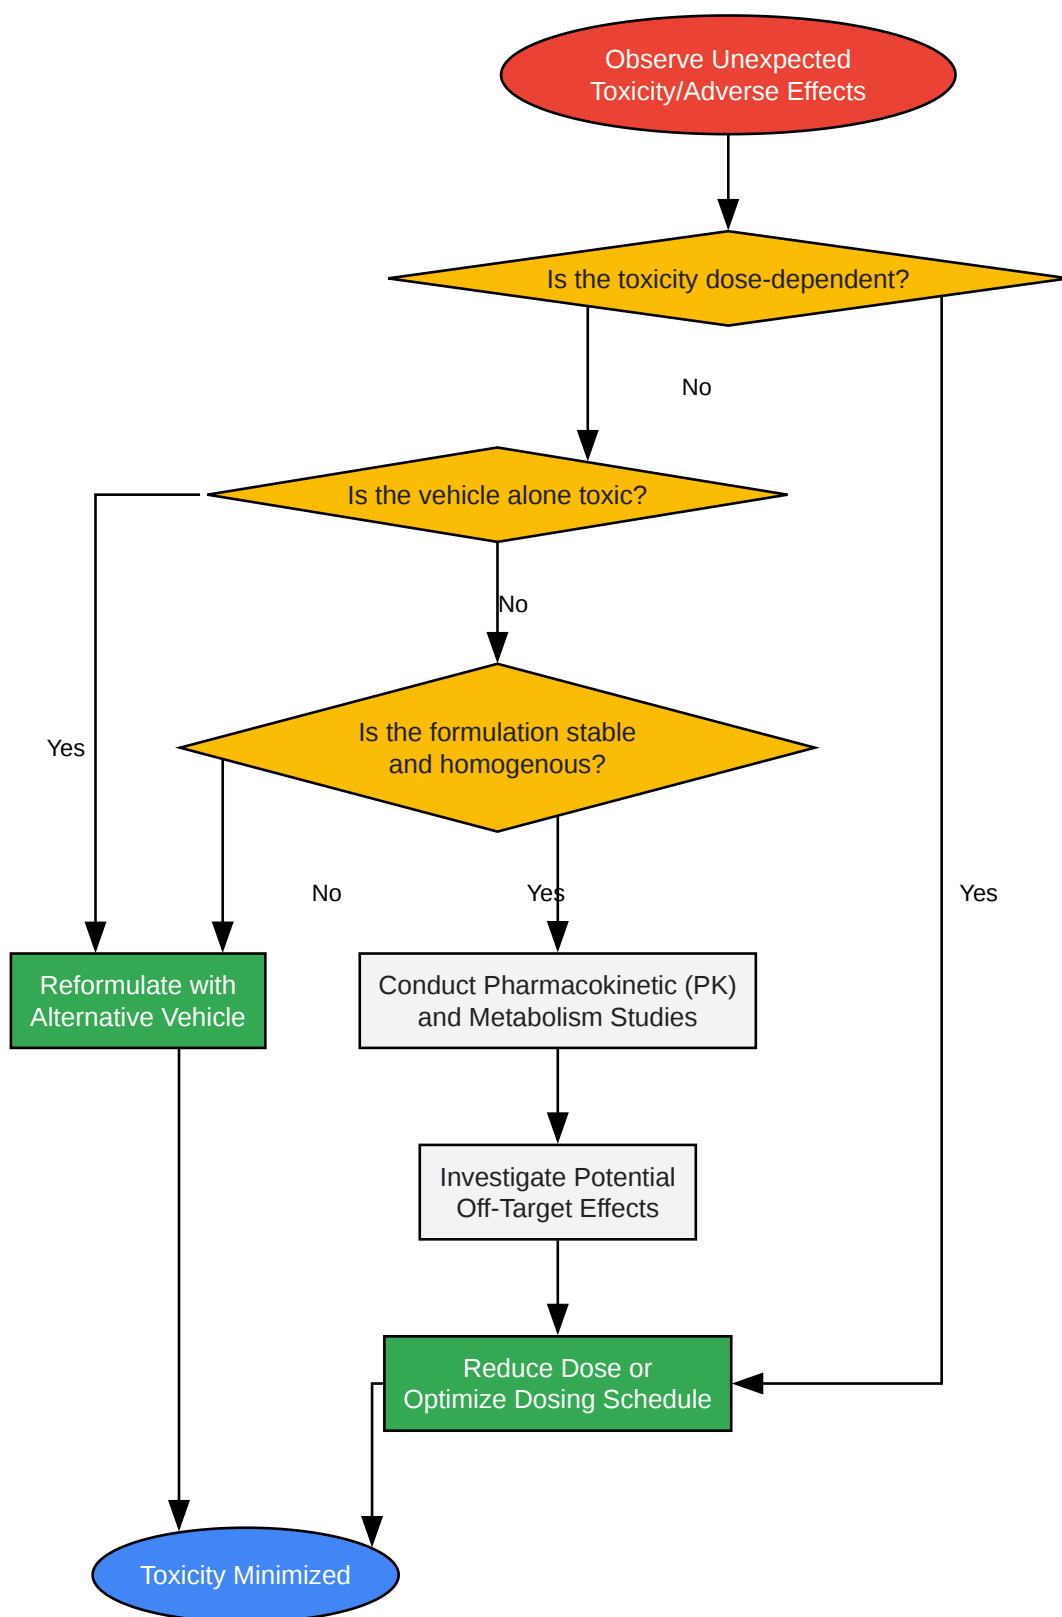 Observe Unexpected
Toxicity/Adverse Effects
Is the toxicity dose-dependent?
No
Is the vehicle alone toxic?
No
Is the formulation stable
and homogenous?
Yes
No
Yes
Yes
Reformulate with
Alternative Vehicle
Conduct Pharmacokinetic (PK)
and Metabolism Studies
Investigate Potential
Off-Target Effects
Reduce Dose or
Optimize Dosing Schedule
Toxicity Minimized